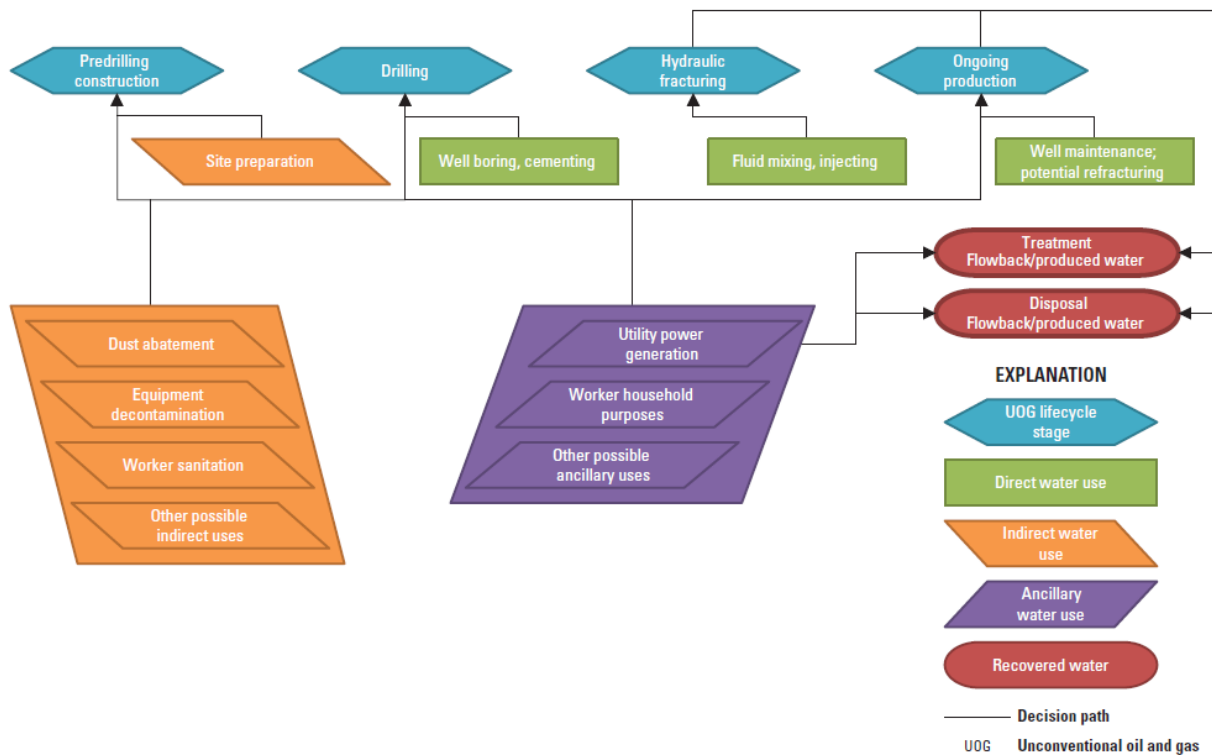 Predrilling
construction
Drilling
Hydraulic
fracturing
Ongoing
production
Site preparation
Well boring, cementing
Fluid mixing, injecting
Well maintenance;
potential refracturing
Treatment
Flowback/produced water
Disposal
Flowback/produced water
Dust abatement
Equipment
decontamination
Worker sanitation
Other possible
indirect uses
Utility power
generation
Worker household
purposes
Other possible
ancillary uses
EXPLANATION
UOG lifecycle
stage
Direct water use
Indirect water
use
Ancillary
water use
Recovered water
Decision path
UOG Unconventional oil and gas